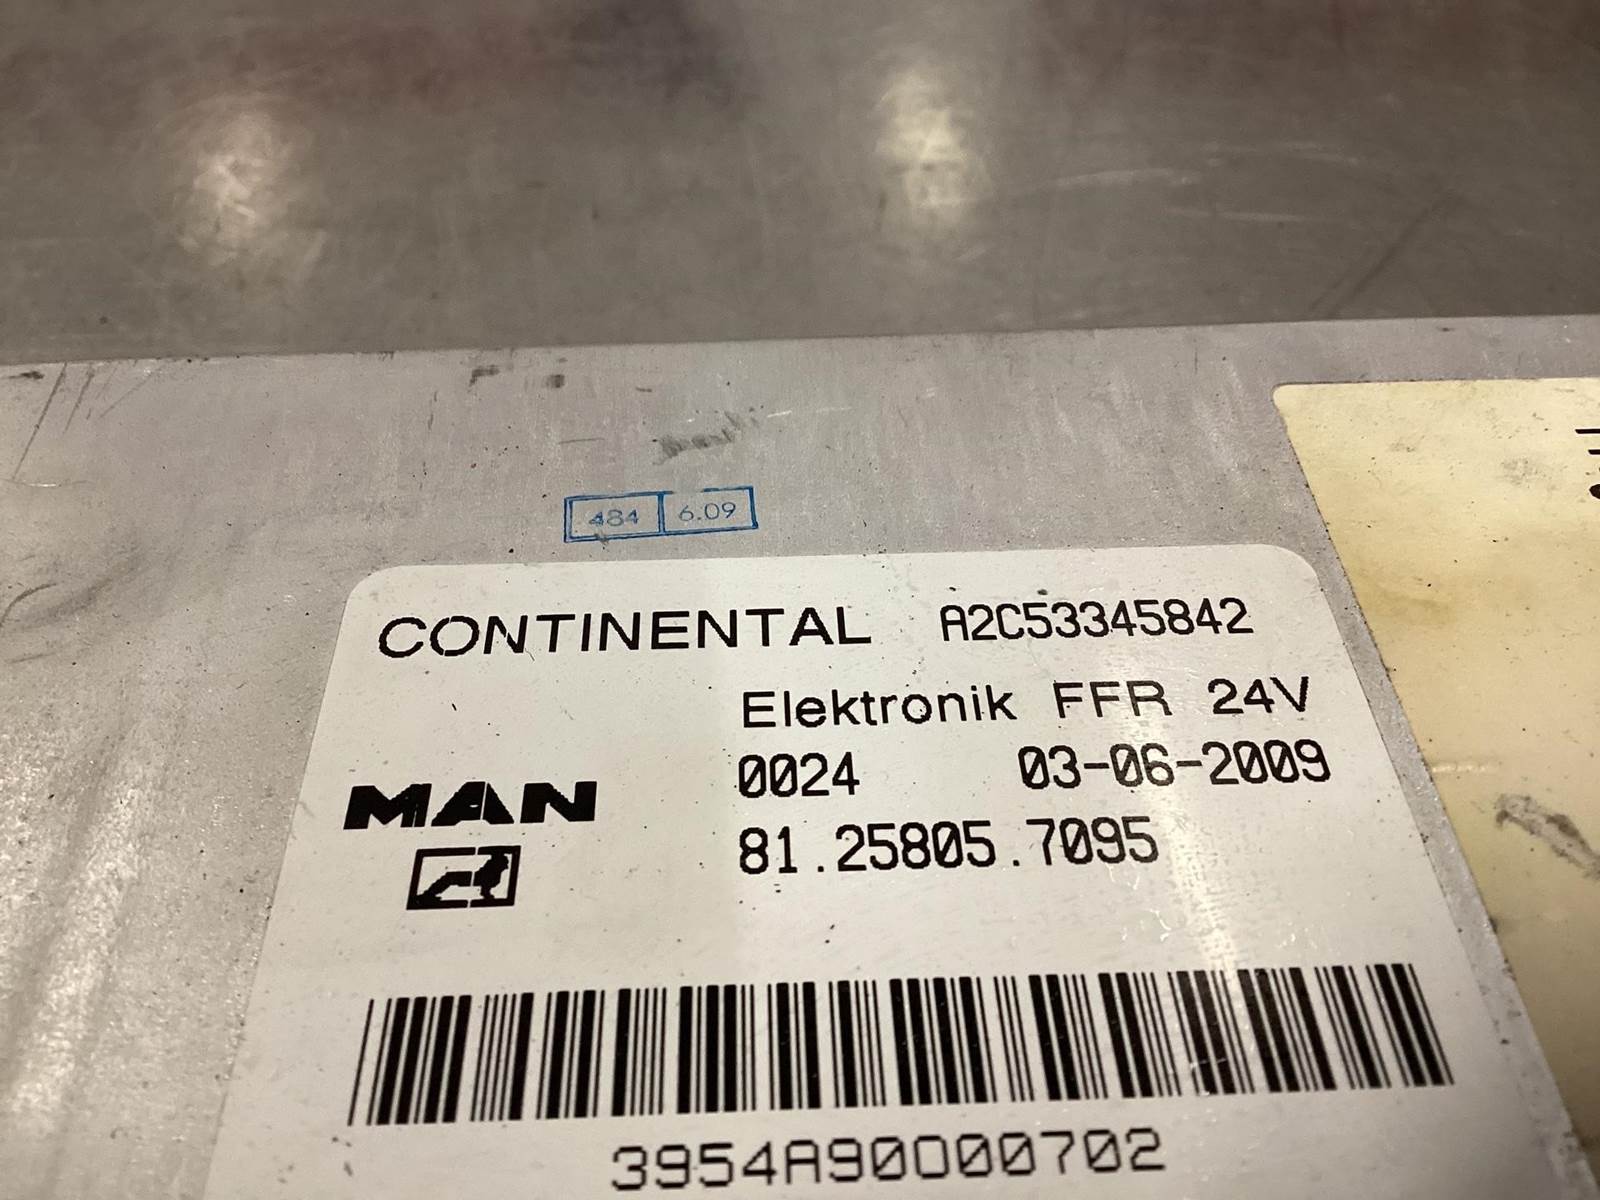 484 6.09
CONTINENTAL A2C53345842
Elektronik FFR 24V
0024 03-06-2009
MAN
81.25805.7095
3954A90000702